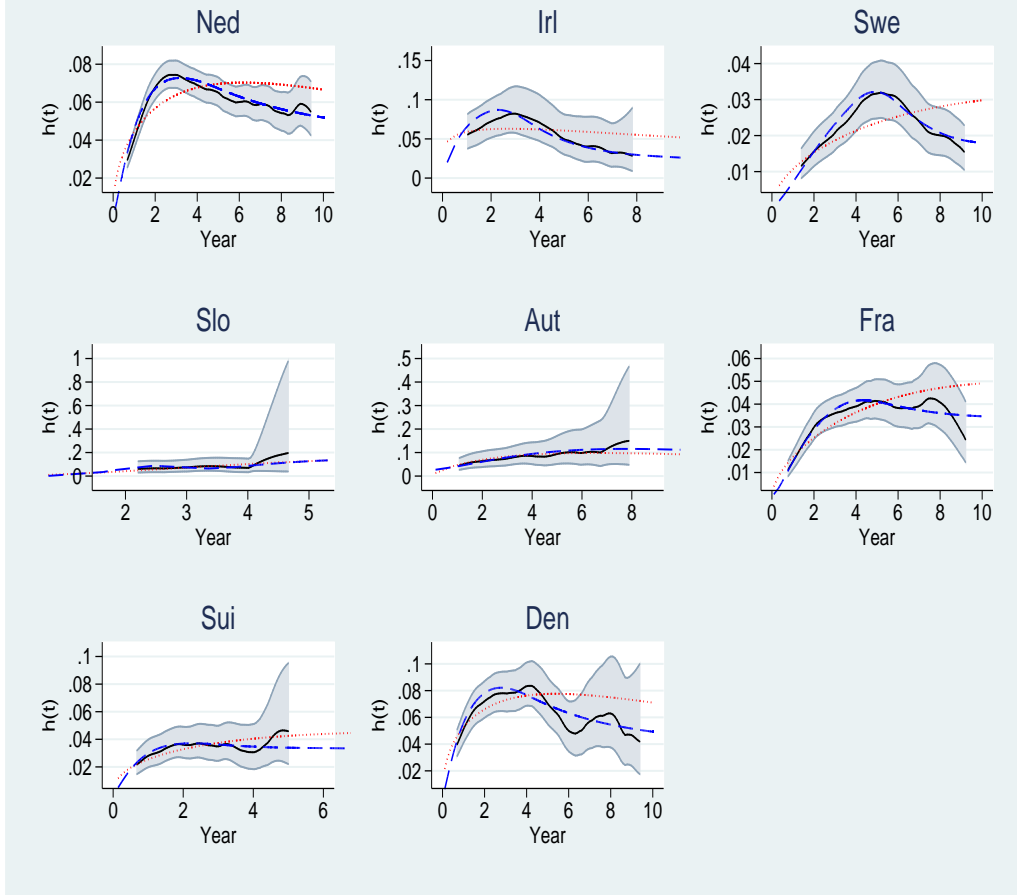 Ned
Irl
Swe
h(t)
.08
.06
.04
.02
0 2 4 6 8 10
Year
h(t)
.15
.1
.05
0
0 2 4 6 8
Year
h(t)
.04
.03
.02
.01
0 2 4 6 8 10
Year
Slo
Aut
Fra
h(t)
1
.8
.6
.4
.2
0
2 3 4 5
Year
h(t)
.5
.4
.3
.2
.1
0
0 2 4 6 8
Year
h(t)
.06
.05
.04
.03
.02
.01
0 2 4 6 8 10
Year
Sui
Den
h(t)
.1
.08
.06
.04
.02
0 2 4 6
Year
h(t)
.1
.08
.06
.04
.02
0 2 4 6 8 10
Year